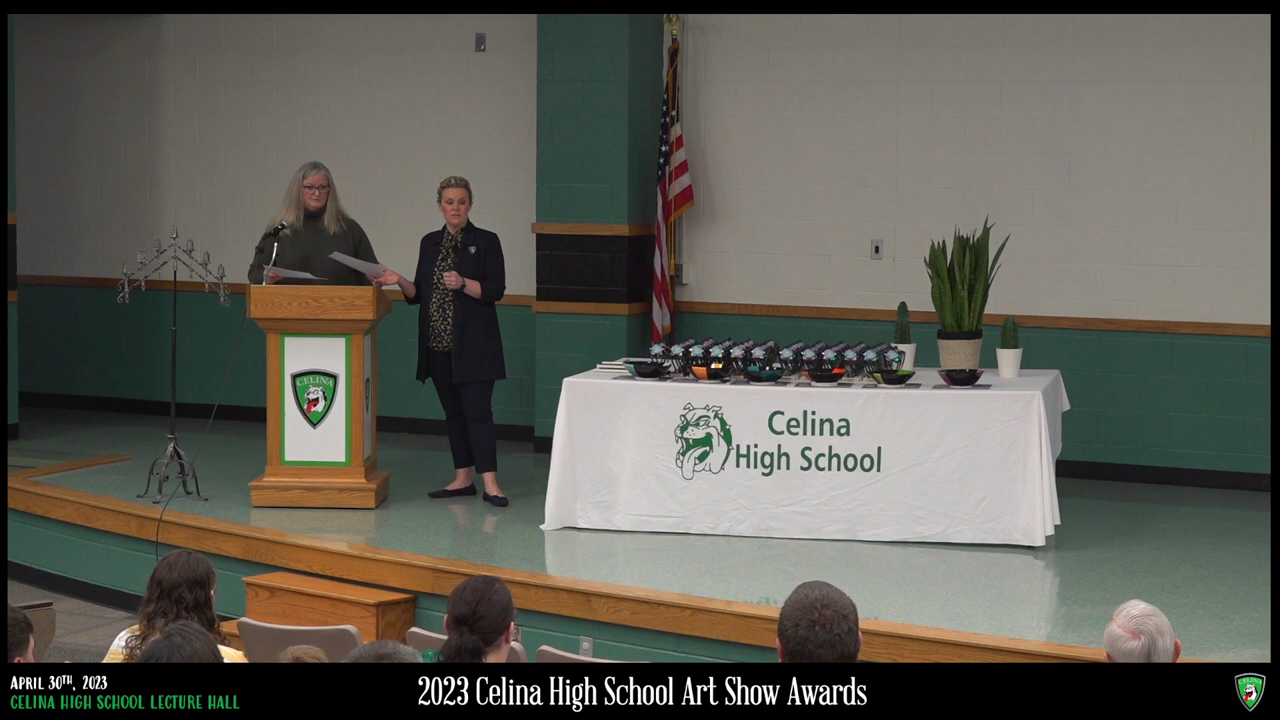 CELINA
Celina
High School
APRIL 30TH, 2023
CELINA HIGH SCHOOL LECTURE HALL
2023 Celina High School Art Show Awards
CELINA